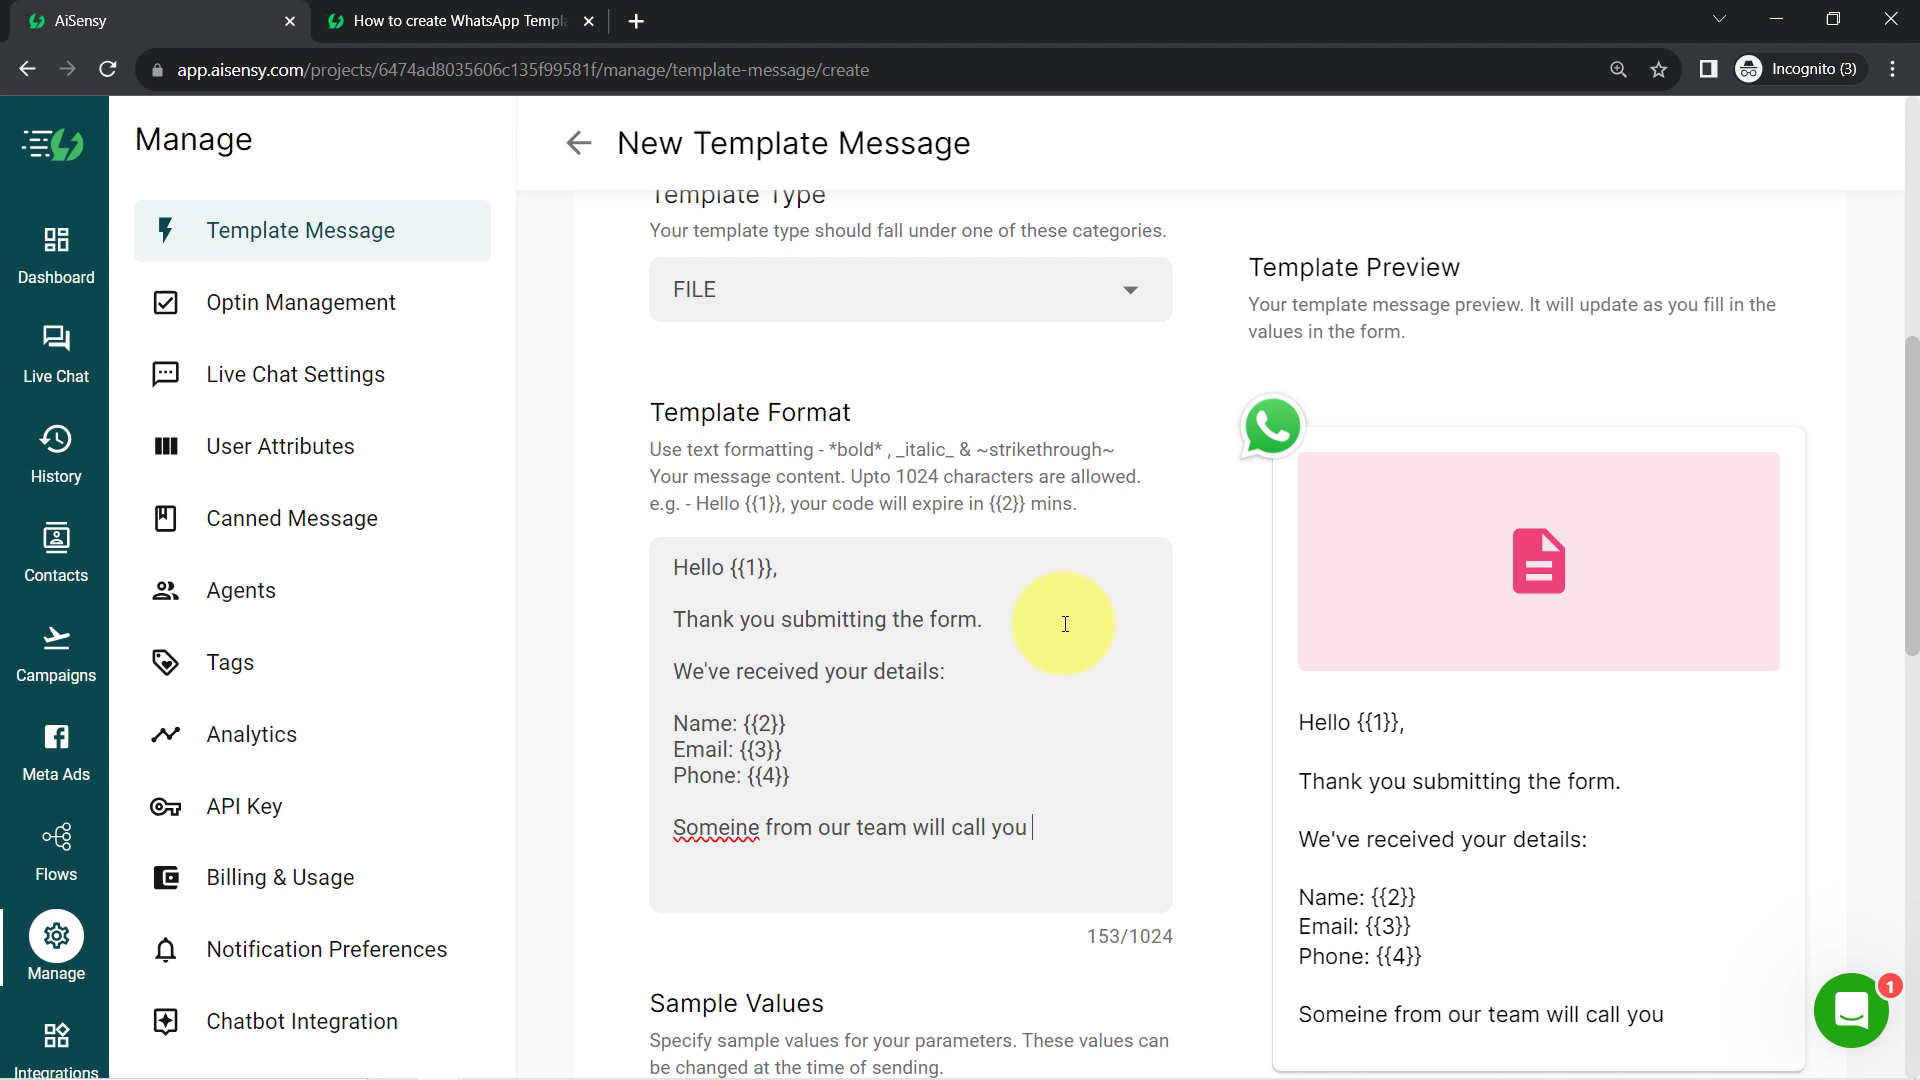 AiSensy
How to create WhatsApp Templ
app.aisensy.com/projects/6474ad8035606c135f99581f/manage/template-message/create
Incognito (3)
Dashboard
Live Chat
History
Contacts
Campaigns
Meta Ads
Flows
Manage
Integrations
Manage
Template Message
Optin Management
Live Chat Settings
User Attributes
Canned Message
Agents
Tags
Analytics
API Key
Billing & Usage
Notification Preferences
Chatbot Integration
New Template Message
Template Type
Your template type should fall under one of these categories.
FILE
Template Format
Use text formatting - *bold* , _italic_ & ~strikethrough~
Your message content. Upto 1024 characters are allowed.
e.g. - Hello {{1}}, your code will expire in {{2}} mins.
Hello {{1}},
Thank you submitting the form.
We've received your details:
Name: {{2}}
Email: {{3}}
Phone: {{4}}
Someine from our team will call you
153/1024
Sample Values
Specify sample values for your parameters. These values can
be changed at the time of sending.
Template Preview
Your template message preview. It will update as you fill in the
values in the form.
Hello {{1}},
Thank you submitting the form.
We've received your details:
Name: {{2}}
Email: {{3}}
Phone: {{4}}
Someine from our team will call you
1